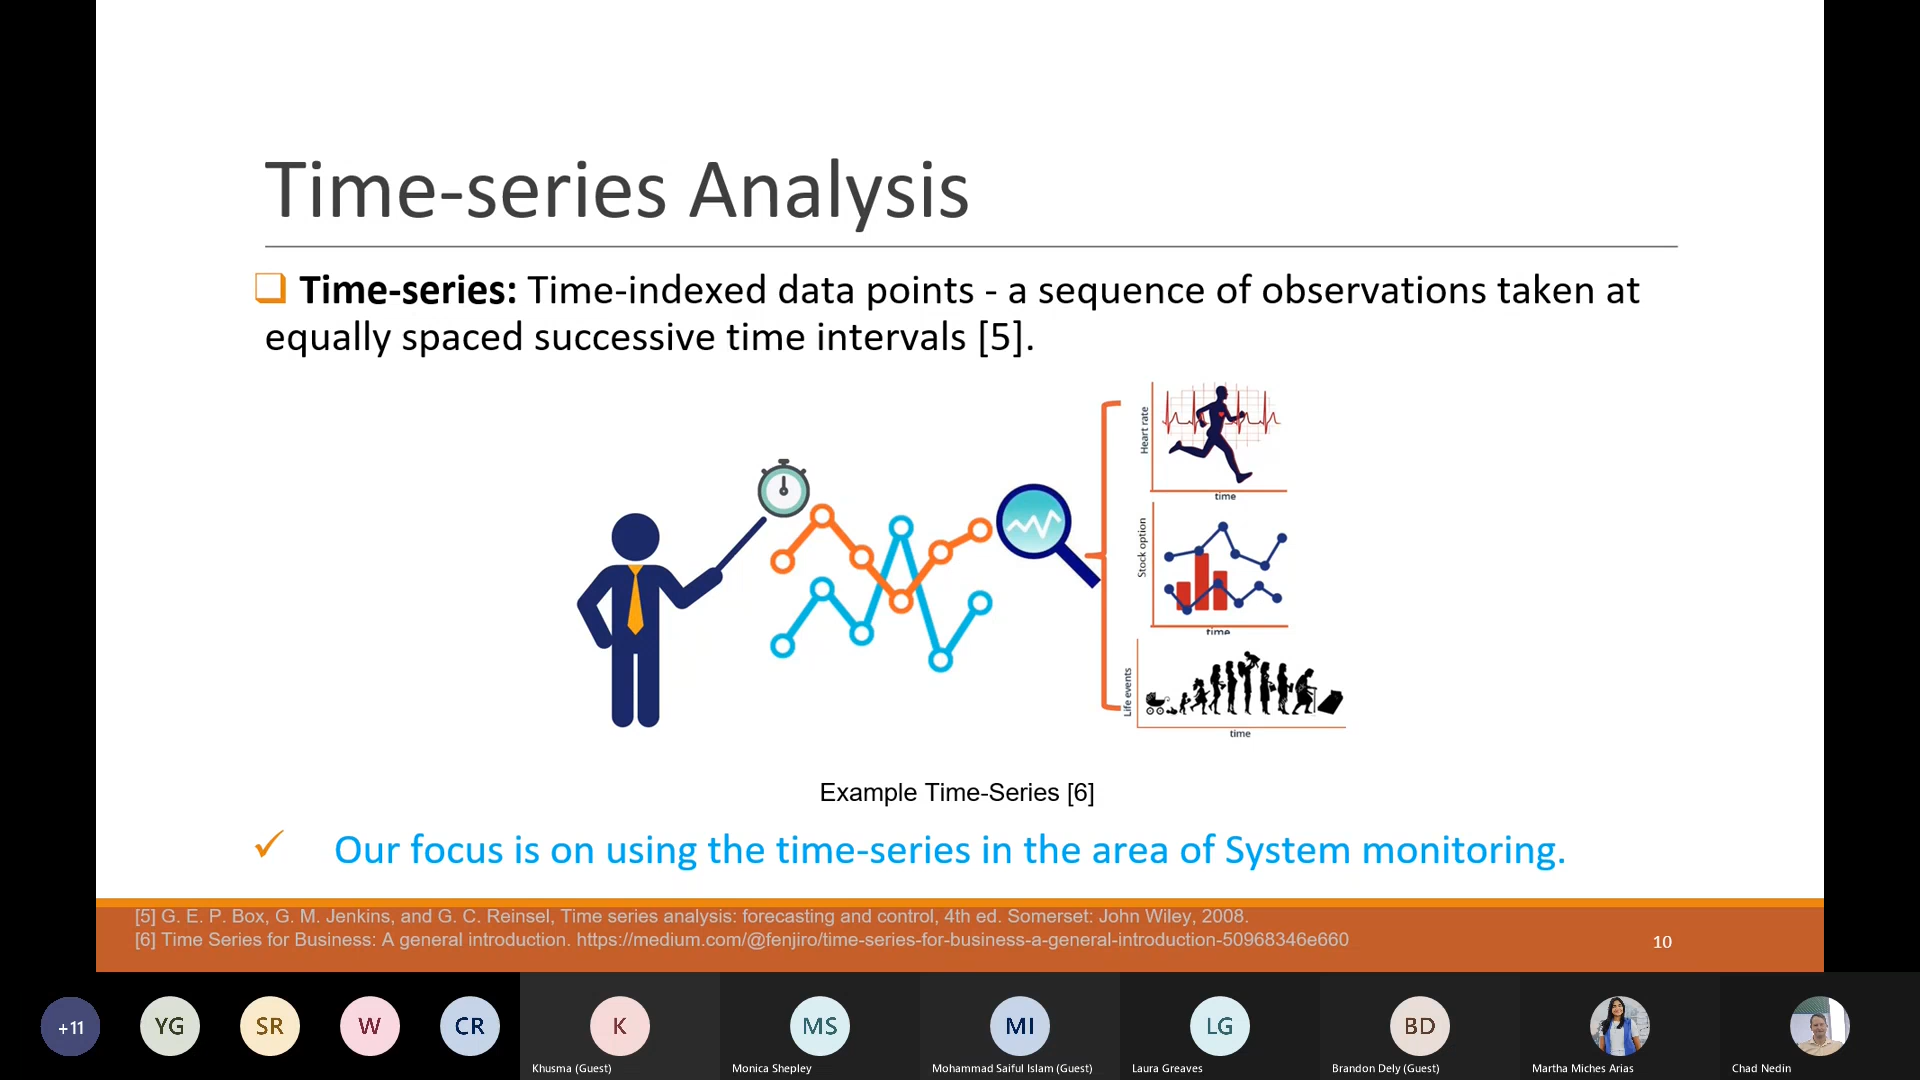 Time-series Analysis
Time-series: Time-indexed data points - a sequence of observations taken at
equally spaced successive time intervals [5].
Heart rate
time
Stock option
time
Life events
time
Example Time-Series [6]
Our focus is on using the time-series in the area of System monitoring.
[5] G. E. P. Box, G. M. Jenkins, and G. C. Reinsel, Time series analysis: forecasting and control, 4th ed. Somerset: John Wiley, 2008.
[6] Time Series for Business: A general introduction. https://medium.com/@fenjiro/time-series-for-business-a-general-introduction-50968346e660
10
+11
YG
SR
W
CR
K
MS
MI
LG
BD
Khusma (Guest)
Monica Shepley
Mohammad Saiful Islam (Guest)
Laura Greaves
Brandon Dely (Guest)
Martha Miches Arias
Chad Nedin